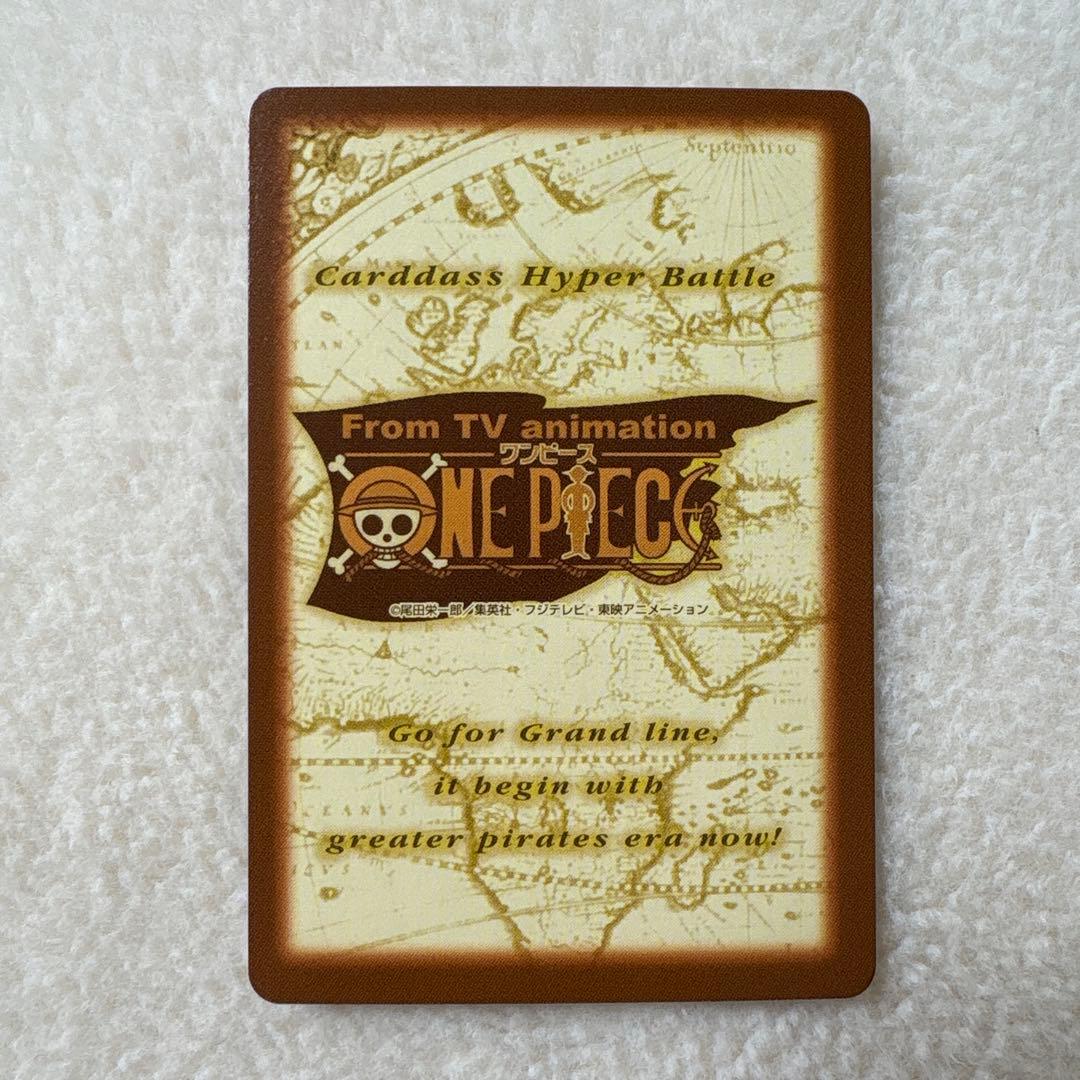 Septentrio
Carddass Hyper Battle
From TV animation
ワンピース
ONE PIECE
©尾田栄一郎／集英社・フジテレビ・東映アニメーション
Go for Grand line,
it begin with
greater pirates era now!